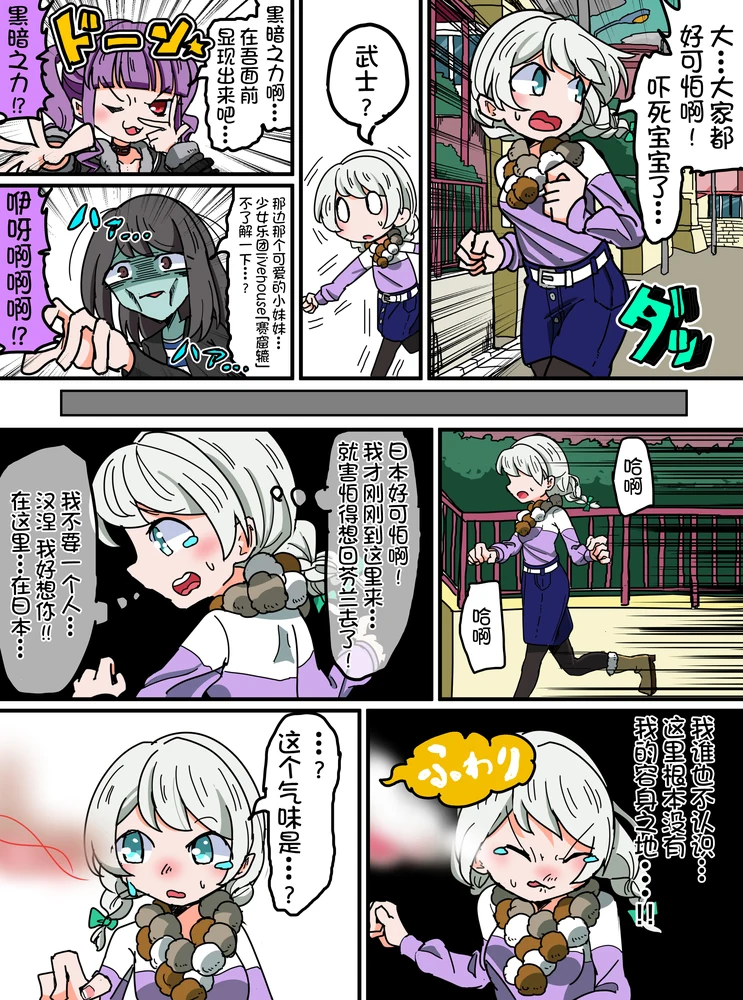 大…大家都
好可怕啊！
吓死宝宝了…
ダッ
武士？
黑暗之力啊…
在吾面前
显现出来吧…
ドーン
黑暗之力!?
那边那个可爱的小妹妹…
少女乐团livehouse「赛窟辘」
不了解一下…？
ハァ…
ハァ…
咿呀啊啊啊!?
哈啊
哈啊
日本好可怕啊！
我才刚刚到这里来…
就害怕得想回芬兰去了！
我不要一个人…
汉涅 我好想你!!
在这里…在日本…
我谁也不认识…
这里根本没有
我的容身之地…!!
ふわり
…？
这个气味是…？